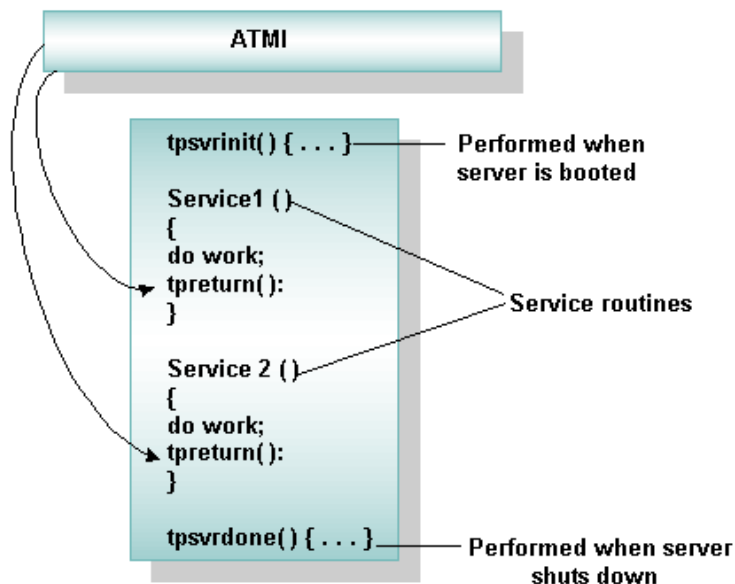 ATMI
tpsvrinit() { . . . }
Performed when
server is booted
Service1 ()
{
do work;
tpreturn():
}
Service routines
Service 2 ()
{
do work;
tpreturn():
}
tpsvrdone() { . . . }
Performed when server
shuts down